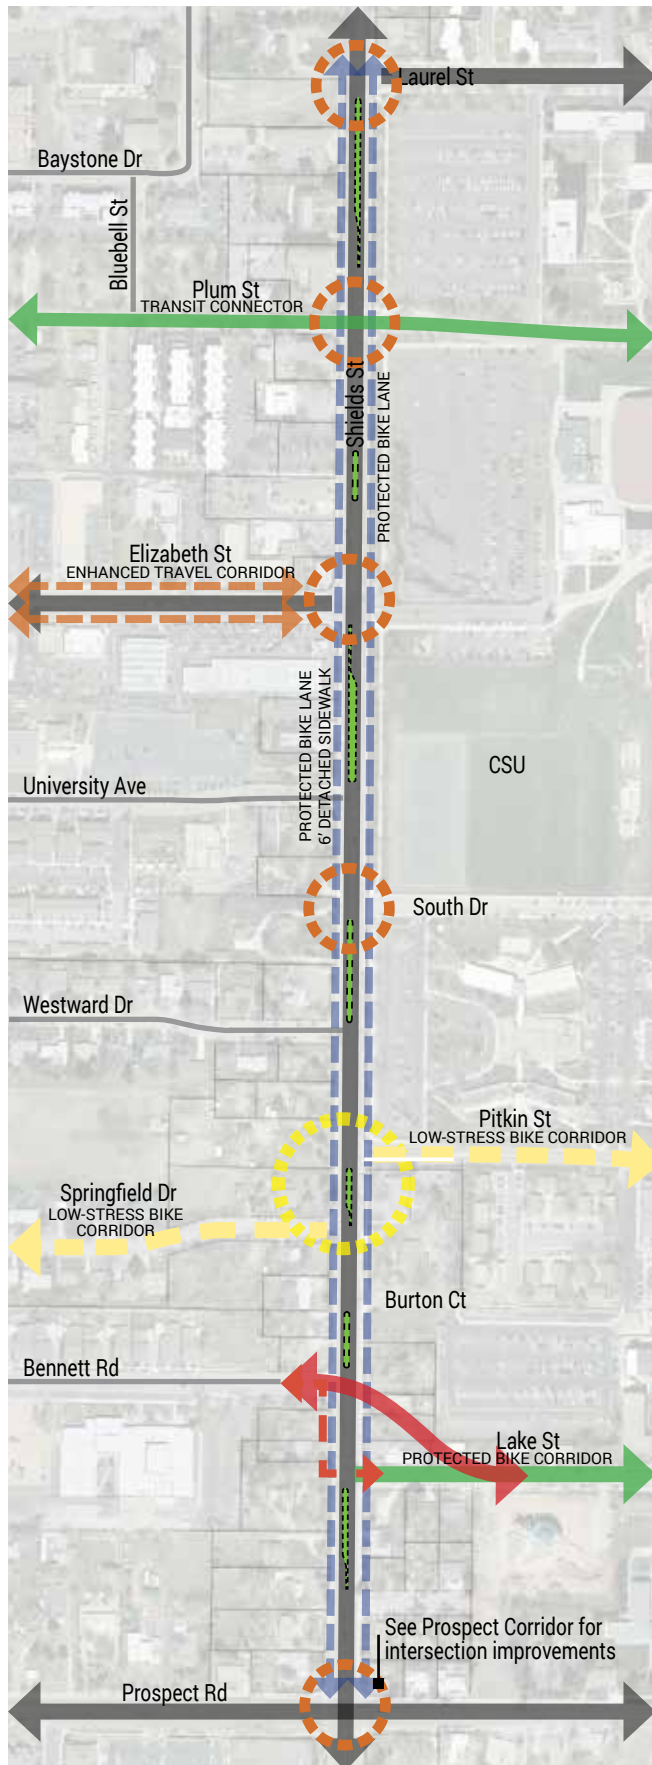 Laurel St
Baystone Dr
Bluebell St
Plum St
TRANSIT CONNECTOR
Shields St
PROTECTED BIKE LANE
Elizabeth St
ENHANCED TRAVEL CORRIDOR
PROTECTED BIKE LANE
6' DETACHED SIDEWALK
CSU
University Ave
South Dr
Westward Dr
Pitkin St
LOW-STRESS BIKE CORRIDOR
Springfield Dr
LOW-STRESS BIKE
CORRIDOR
Burton Ct
Bennett Rd
Lake St
PROTECTED BIKE CORRIDOR
See Prospect Corridor for
intersection improvements
Prospect Rd